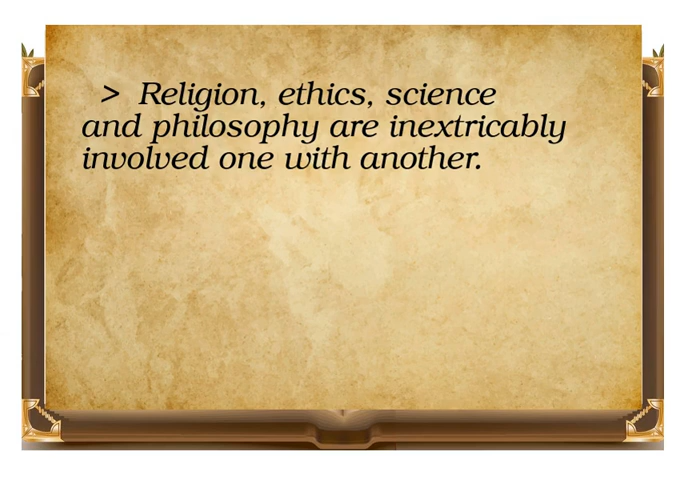 > Religion, ethics, science
and philosophy are inextricably
involved one with another.